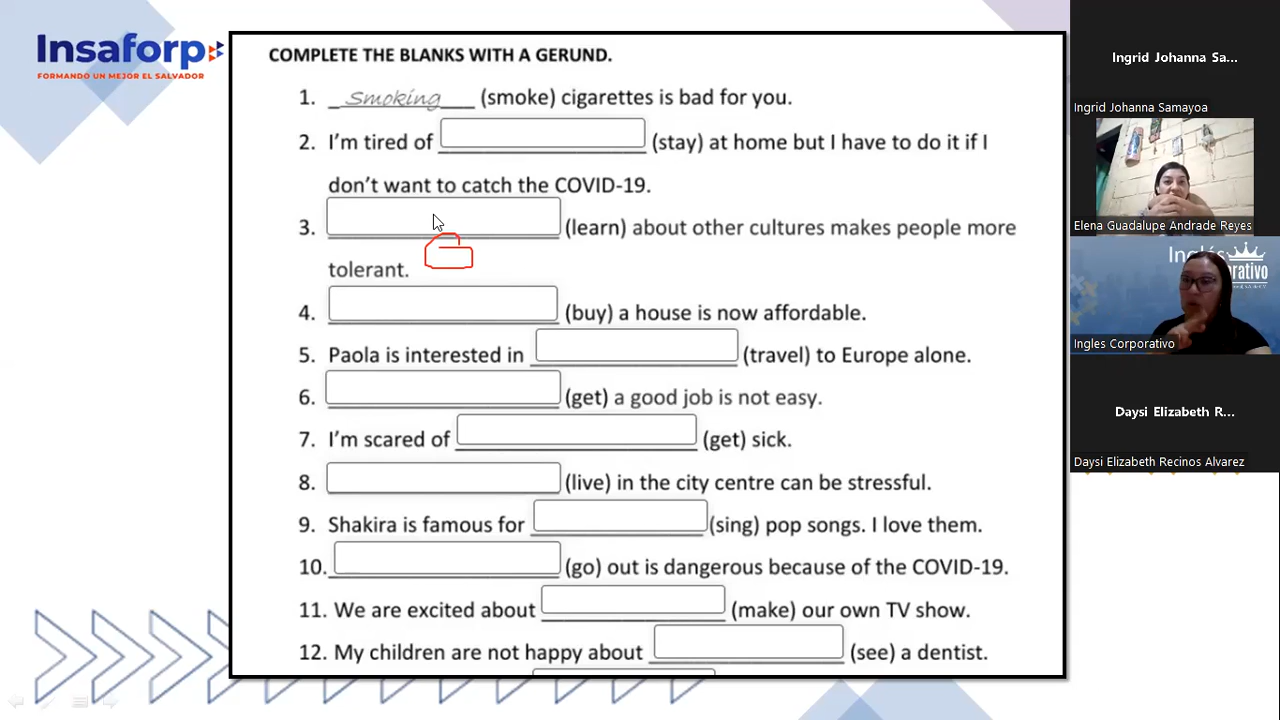 Insaforp
FORMANDO UN MEJOR EL SALVADOR
COMPLETE THE BLANKS WITH A GERUND.
1. _Smoking___ (smoke) cigarettes is bad for you.
2. I'm tired of (stay) at home but I have to do it if I
don't want to catch the COVID-19.
3. (learn) about other cultures makes people more
tolerant.
4. (buy) a house is now affordable.
5. Paola is interested in (travel) to Europe alone.
6. (get) a good job is not easy.
7. I'm scared of (get) sick.
8. (live) in the city centre can be stressful.
9. Shakira is famous for (sing) pop songs. I love them.
10. (go) out is dangerous because of the COVID-19.
11. We are excited about (make) our own TV show.
12. My children are not happy about (see) a dentist.
Ingrid Johanna Sa...
Ingrid Johanna Samayoa
Elena Guadalupe Andrade Reyes
Ingles Corporativo
Daysi Elizabeth R...
Daysi Elizabeth Recinos Alvarez